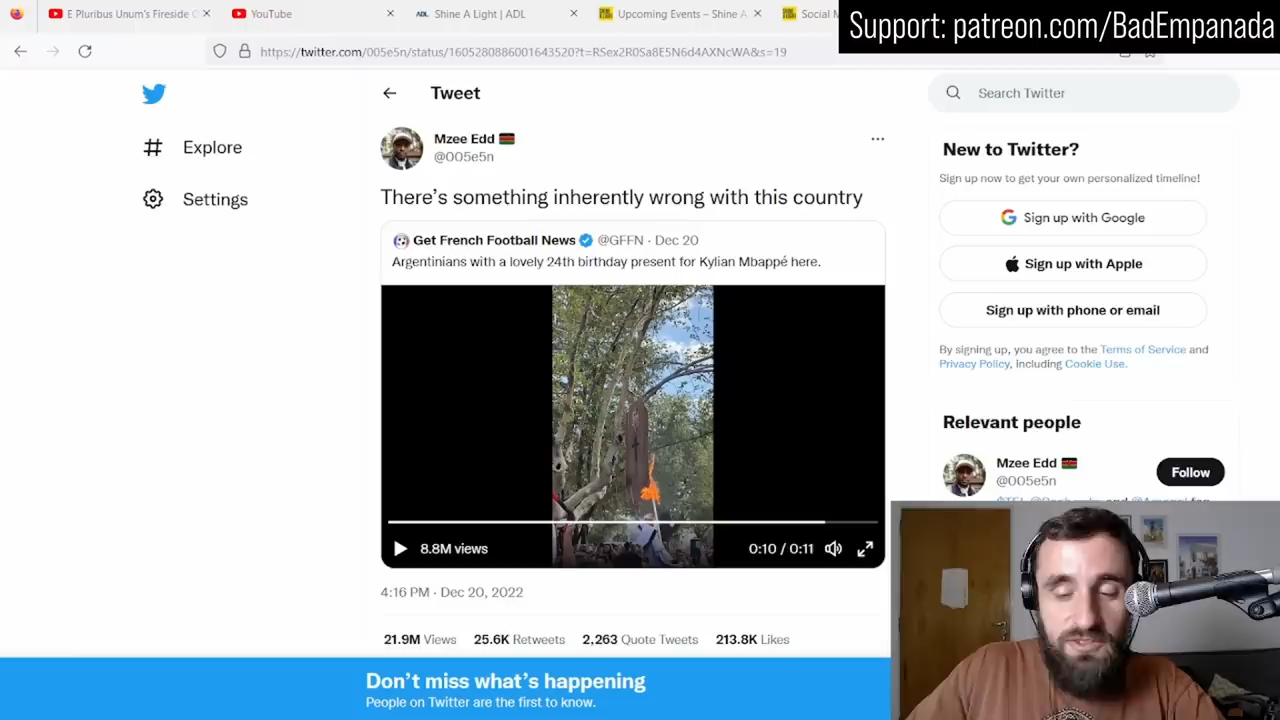 E Pluribus Unum's Fireside
YouTube
ADL Shine A Light | ADL
Upcoming Events – Shine A
Social M
Support: patreon.com/BadEmpanada
https://twitter.com/005e5n/status/1605280886001643520?t=RSex2R0Sa8E5N6d4AXNcWA&s=19
Explore
Settings
Tweet
Mzee Edd
@005e5n
There's something inherently wrong with this country
Get French Football News @GFFN · Dec 20
Argentinians with a lovely 24th birthday present for Kylian Mbappé here.
8.8M views
0:10 / 0:11
4:16 PM · Dec 20, 2022
21.9M Views 25.6K Retweets 2,263 Quote Tweets 213.8K Likes
Search Twitter
New to Twitter?
Sign up now to get your own personalized timeline!
Sign up with Google
Sign up with Apple
Sign up with phone or email
By signing up, you agree to the Terms of Service and
Privacy Policy, including Cookie Use.
Relevant people
Mzee Edd
@005e5n
Follow
Don't miss what's happening
People on Twitter are the first to know.